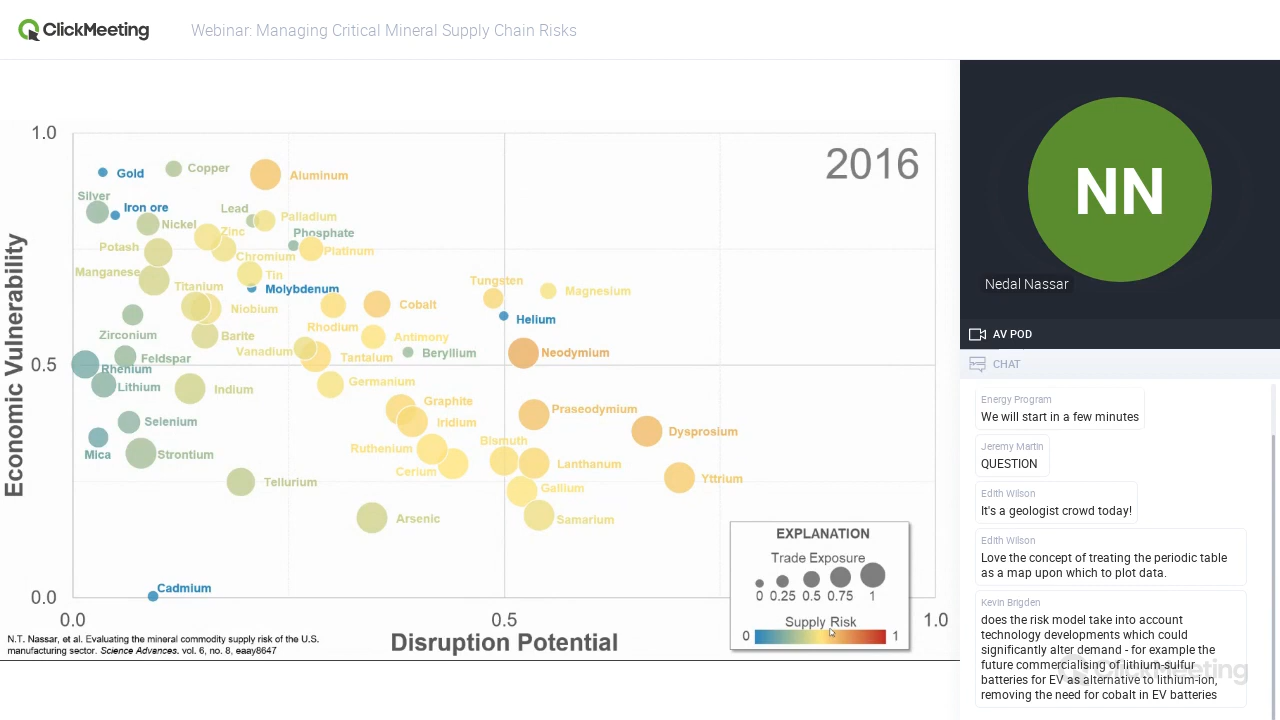 ClickMeeting
Webinar: Managing Critical Mineral Supply Chain Risks
1.0
2016
Gold
Copper
Aluminum
Silver
Iron ore
Nickel
Lead
Palladium
Zinc
Phosphate
Potash
Chromium
Platinum
Manganese
Tin
Titanium
Molybdenum
Tungsten
Magnesium
Niobium
Cobalt
Helium
Zirconium
Barite
Rhodium
Antimony
Feldspar
Vanadium
Tantalum
Beryllium
Neodymium
0.5
Rhenium
Lithium
Indium
Germanium
Graphite
Praseodymium
Selenium
Iridium
Dysprosium
Mica
Strontium
Ruthenium
Bismuth
Cerium
Lanthanum
Yttrium
Tellurium
Gallium
Arsenic
Samarium
Cadmium
Economic Vulnerability
EXPLANATION
Trade Exposure
0 0.25 0.5 0.75 1
Supply Risk
0 1
0.0
0.0 0.5 1.0
Disruption Potential
N.T. Nassar, et al. Evaluating the mineral commodity supply risk of the U.S.
manufacturing sector. Science Advances. vol. 6, no. 8, eaay8647
NN
Nedal Nassar
AV POD
CHAT
Energy Program
We will start in a few minutes
Jeremy Martin
QUESTION
Edith Wilson
It's a geologist crowd today!
Edith Wilson
Love the concept of treating the periodic table
as a map upon which to plot data.
Kevin Brigden
does the risk model take into account
technology developments which could
significantly alter demand - for example the
future commercialising of lithium-sulfur
batteries for EV as alternative to lithium-ion,
removing the need for cobalt in EV batteries
ClickMeeting